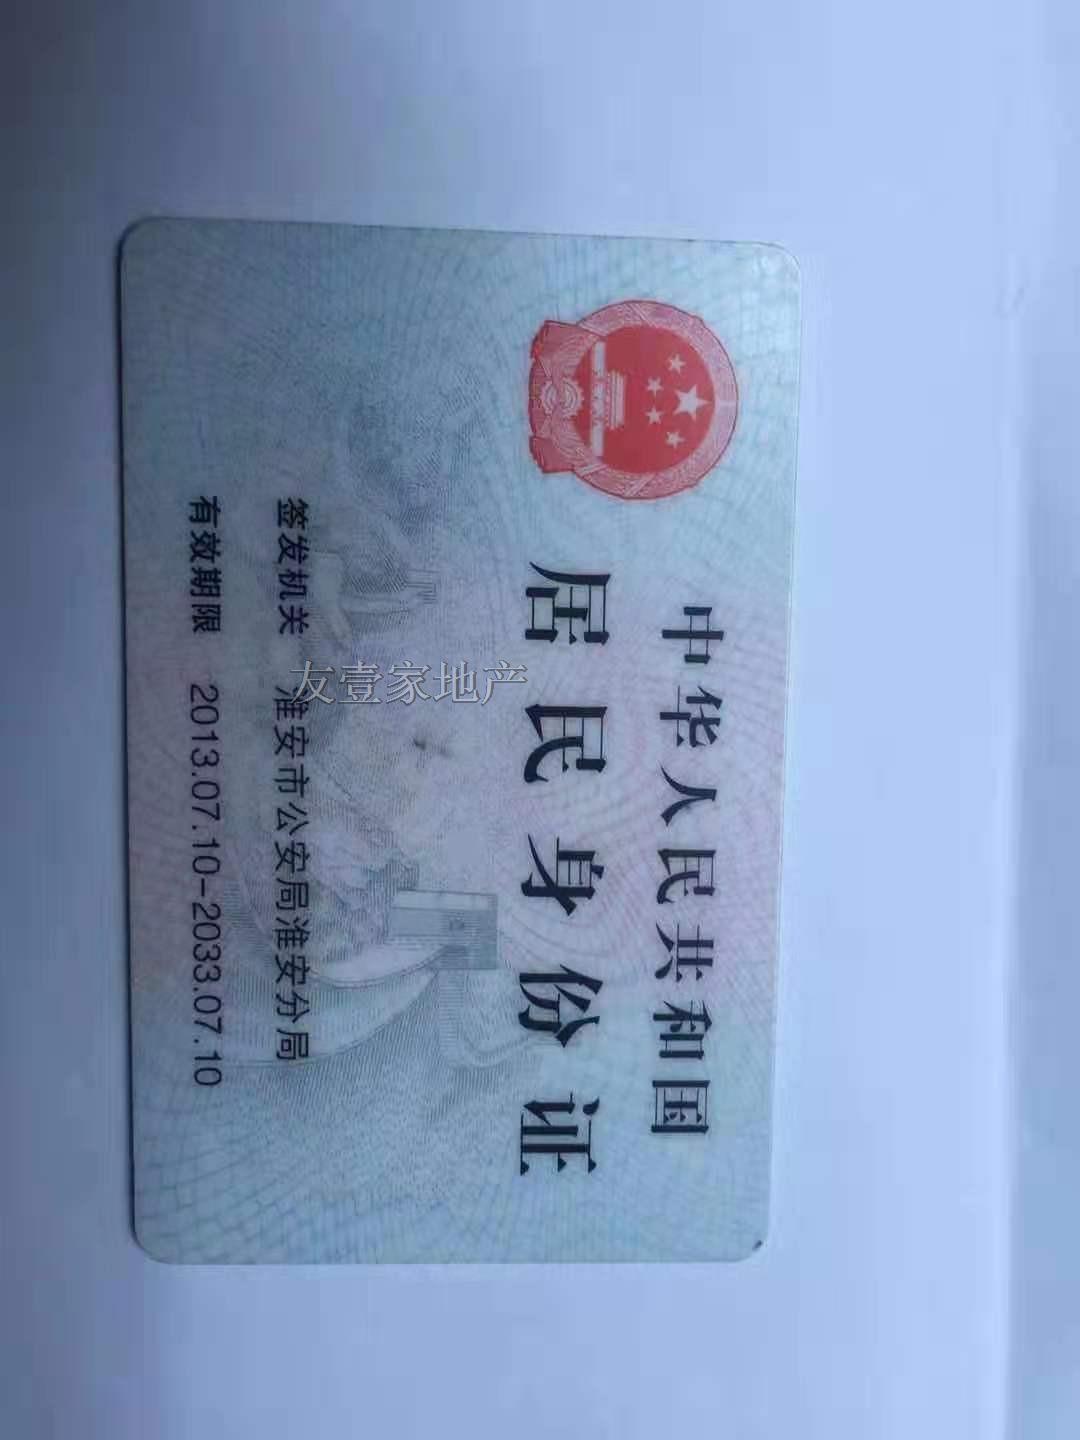 中华人民共和国
居民身份证
签发机关 淮安市公安局淮安分局
有效期限 2013.07.10-2033.07.10
友壹家地产